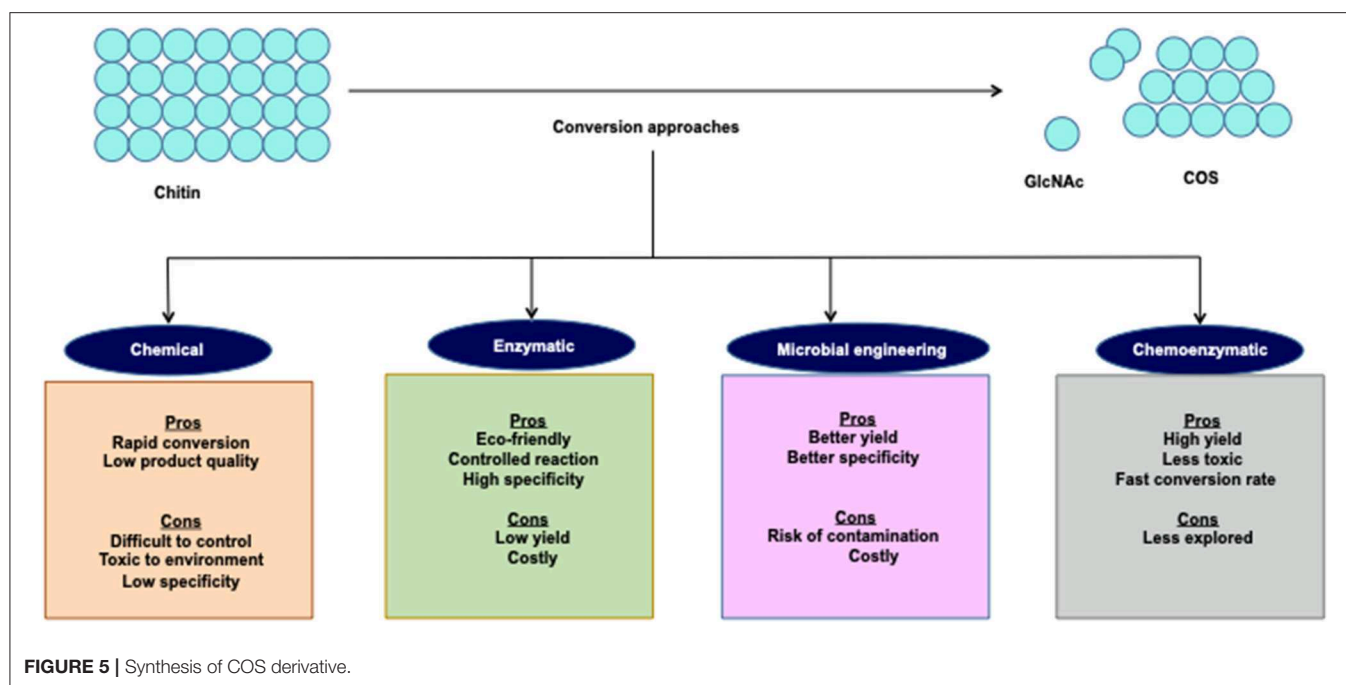 Chitin
Conversion approaches
GlcNAc
COS
Chemical
Pros
Rapid conversion
Low product quality
Cons
Difficult to control
Toxic to environment
Low specificity
Enzymatic
Pros
Eco-friendly
Controlled reaction
High specificity
Cons
Low yield
Costly
Microbial engineering
Pros
Better yield
Better specificity
Cons
Risk of contamination
Costly
Chemoenzymatic
Pros
High yield
Less toxic
Fast conversion rate
Cons
Less explored
FIGURE 5 | Synthesis of COS derivative.